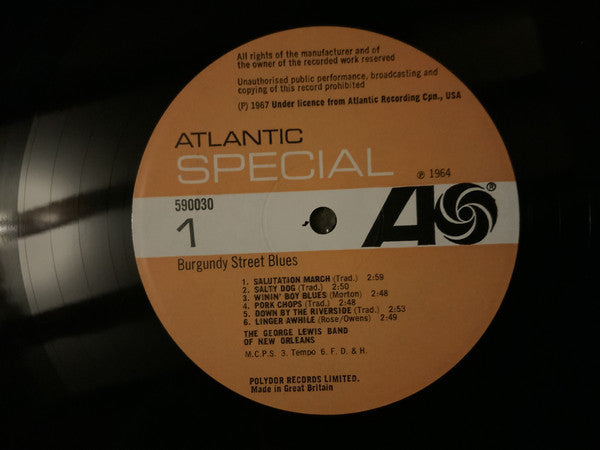 All rights of the manufacturer and of
the owner of the recorded work reserved
Unauthorised public performance, broadcasting and
copying of this record prohibited
(P) 1967 Under licence from Atlantic Recording Cpn., USA
ATLANTIC
SPECIAL
℗ 1964
590030
1
A
®
Burgundy Street Blues
1. SALUTATION MARCH (Trad.) 2:59
2. SALTY DOG (Trad.) 2:50
3. WININ' BOY BLUES (Morton) 2:48
4. PORK CHOPS (Trad.) 2:48
5. DOWN BY THE RIVERSIDE (Trad.) 2:53
6. LINGER AWHILE (Rose/Owens) 2:49
THE GEORGE LEWIS BAND
OF NEW ORLEANS
M.C.P.S. 3. Tempo 6. F. D. & H.
POLYDOR RECORDS LIMITED.
Made in Great Britain